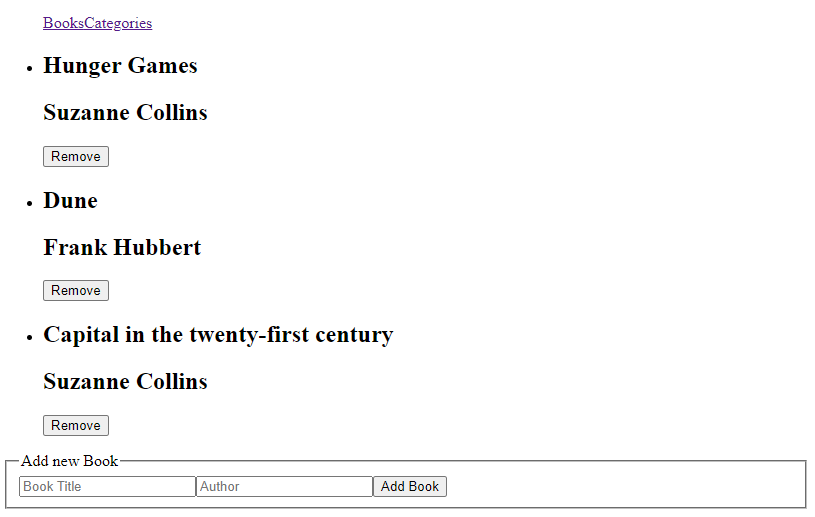 BooksCategories
Hunger Games
Suzanne Collins
Remove
Dune
Frank Hubbert
Remove
Capital in the twenty-first century
Suzanne Collins
Remove
Add new Book
Book Title Author Add Book